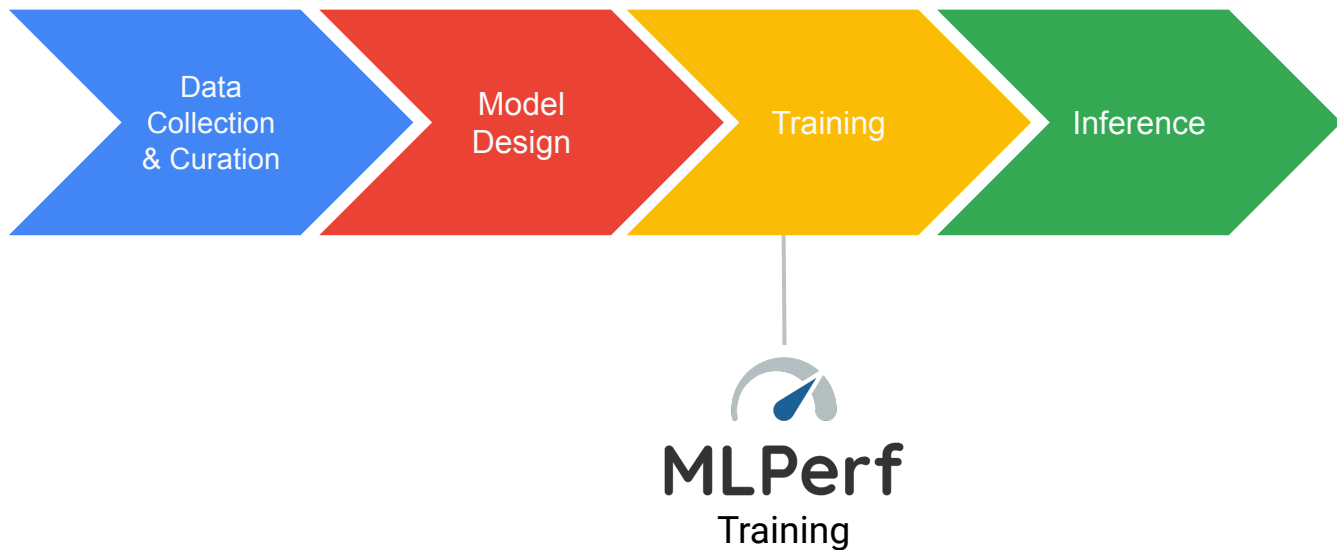 Data
Collection
& Curation
Model
Design
Training
Inference
MLPerf
Training